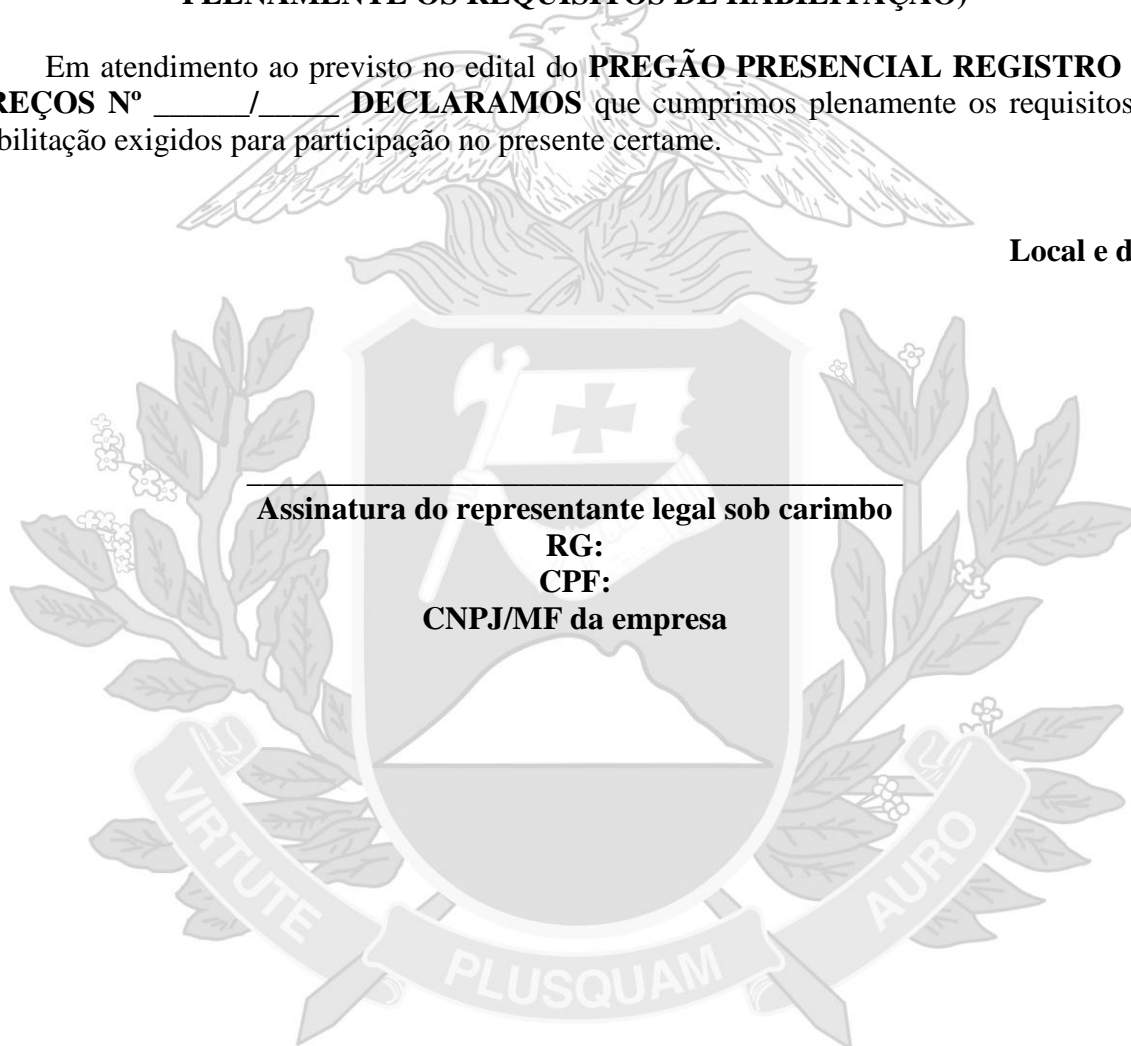 PLENAMENTE OS REQUISITOS DE HABILITAÇÃO)
Em atendimento ao previsto no edital do PREGÃO PRESENCIAL REGISTRO
REÇOS Nº ______/_____ DECLARAMOS que cumprimos plenamente os requisitos
bilitação exigidos para participação no presente certame.
Local e d
_________________________________________
Assinatura do representante legal sob carimbo
RG:
CPF:
CNPJ/MF da empresa
VIRTUTE
PLUSQUAM
AURO